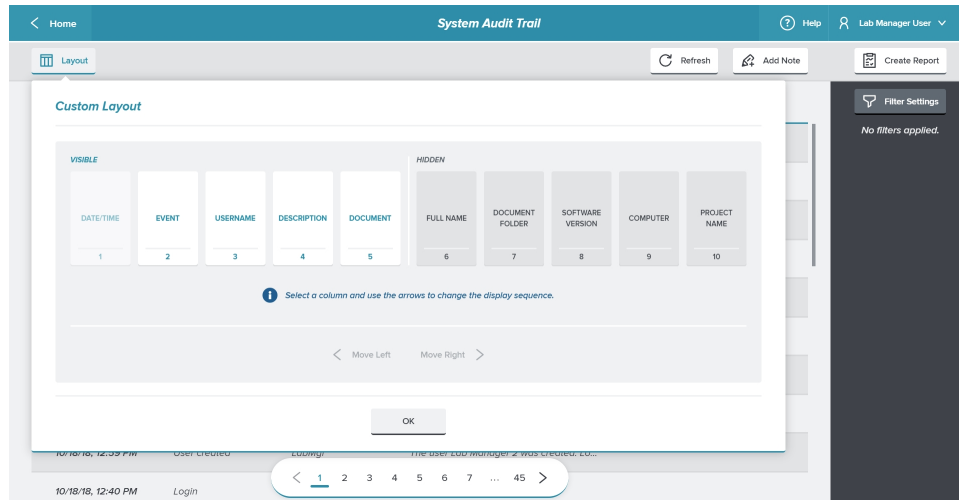 Home
System Audit Trail
Help
Lab Manager User
Layout
Refresh
Add Note
Create Report
Custom Layout
Filter Settings
No filters applied.
VISIBLE
HIDDEN
DATE/TIME
EVENT
USERNAME
DESCRIPTION
DOCUMENT
FULL NAME
DOCUMENT
FOLDER
SOFTWARE
VERSION
COMPUTER
PROJECT
NAME
1
2
3
4
5
6
7
8
9
10
Select a column and use the arrows to change the display sequence.
Move Left
Move Right
OK
10/18/18, 12:59 PM
User created
LabMgr
The user Lab Manager 2 was created. Lo...
1 2 3 4 5 6 7 ... 45
10/18/18, 12:40 PM
Login